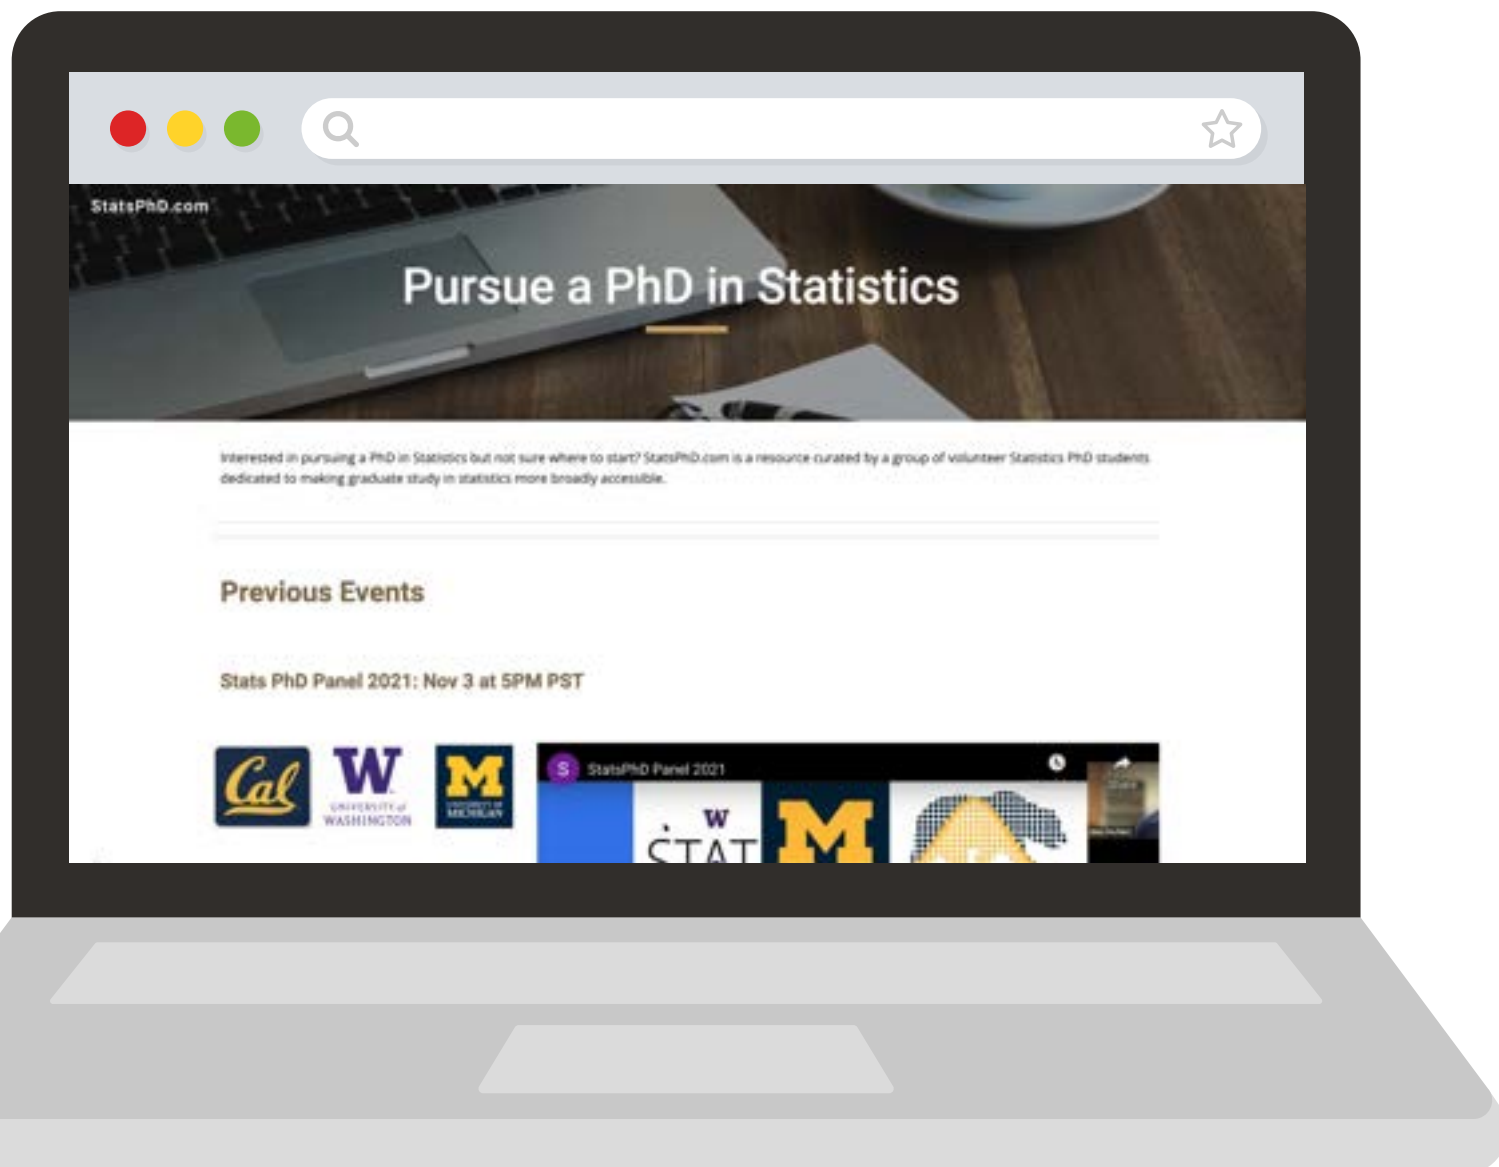 StatsPhD.com
Pursue a PhD in Statistics
Interested in pursuing a PhD in Statistics but not sure where to start? StatsPhD.com is a resource curated by a group of volunteer Statistics PhD students
dedicated to making graduate study in statistics more broadly accessible.
Previous Events
Stats PhD Panel 2021: Nov 3 at 5PM PST
Cal
W
UNIVERSITY of
WASHINGTON
M
UNIVERSITY OF
MICHIGAN
S StatsPhD Panel 2021
W
STAT
M